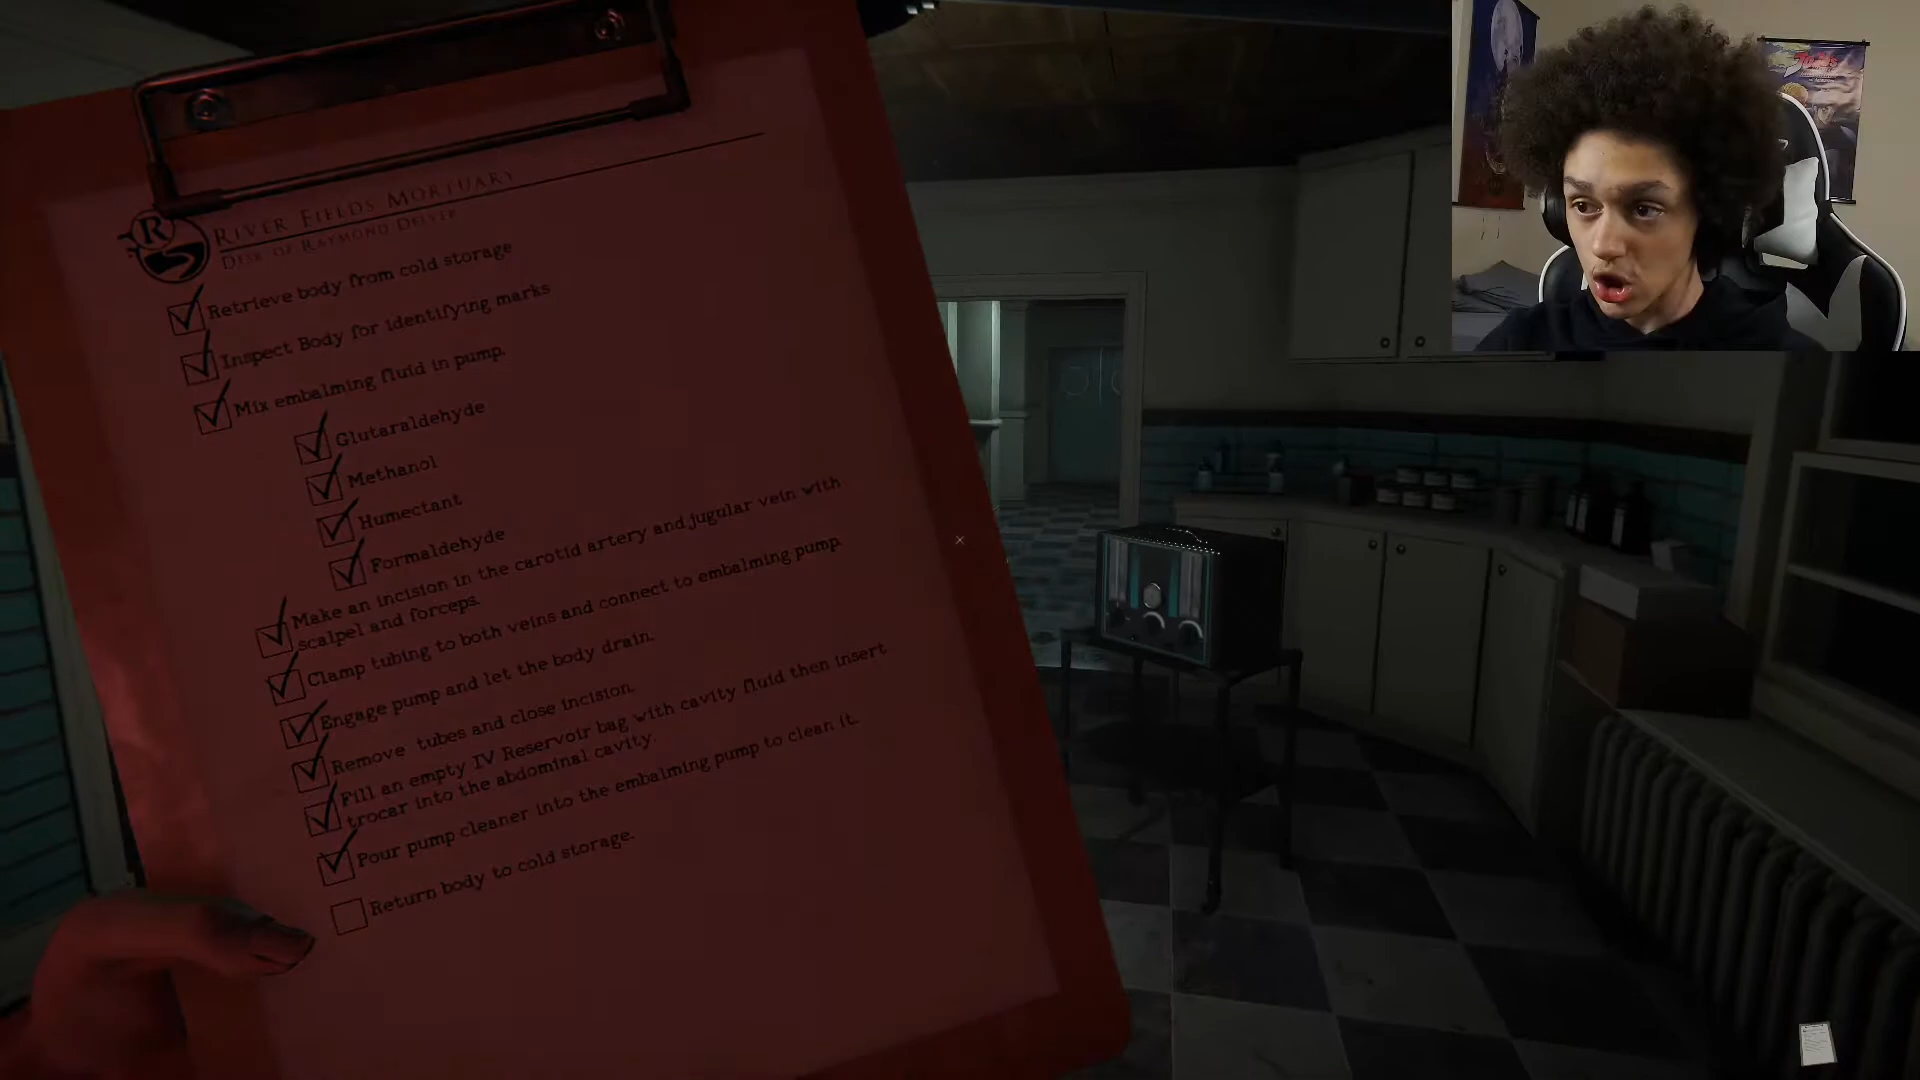 RIVER FIELDS MORTUARY
DESK OF RAYMOND DELVER
Retrieve body from cold storage
Inspect Body for identifying marks
Mix embalming fluid in pump.
Glutaraldehyde
Methanol
Humectant
Formaldehyde
Make an incision in the carotid artery and jugular vein with
scalpel and forceps.
Clamp tubing to both veins and connect to embalming pump.
Engage pump and let the body drain.
Remove tubes and close incision.
Fill an empty IV Reservoir bag with cavity fluid then insert
trocar into the abdominal cavity.
Pour pump cleaner into the embalming pump to clean it.
Return body to cold storage.